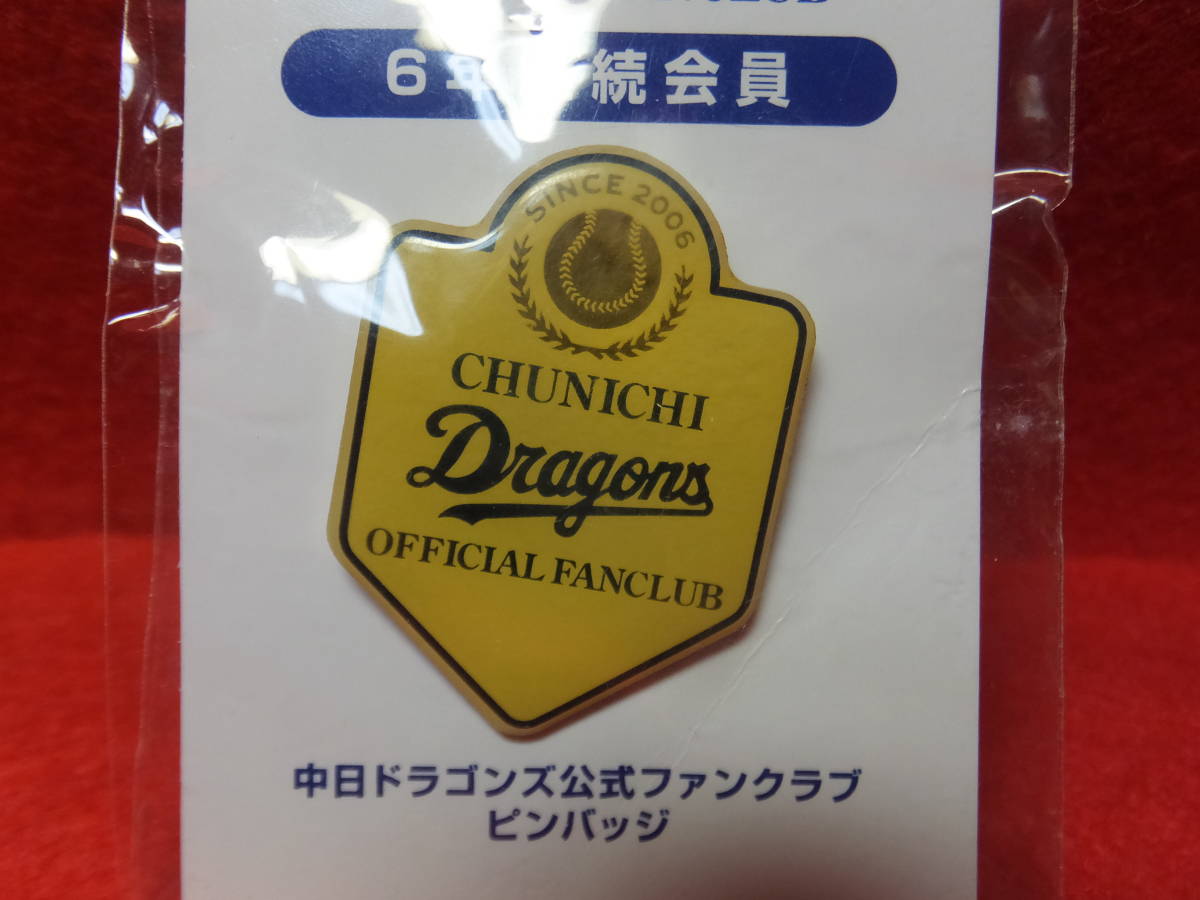 6年 続会員
SINCE 2006
CHUNICHI
Dragons
OFFICIAL FANCLUB
中日ドラゴンズ公式ファンクラブ
ピンバッジ